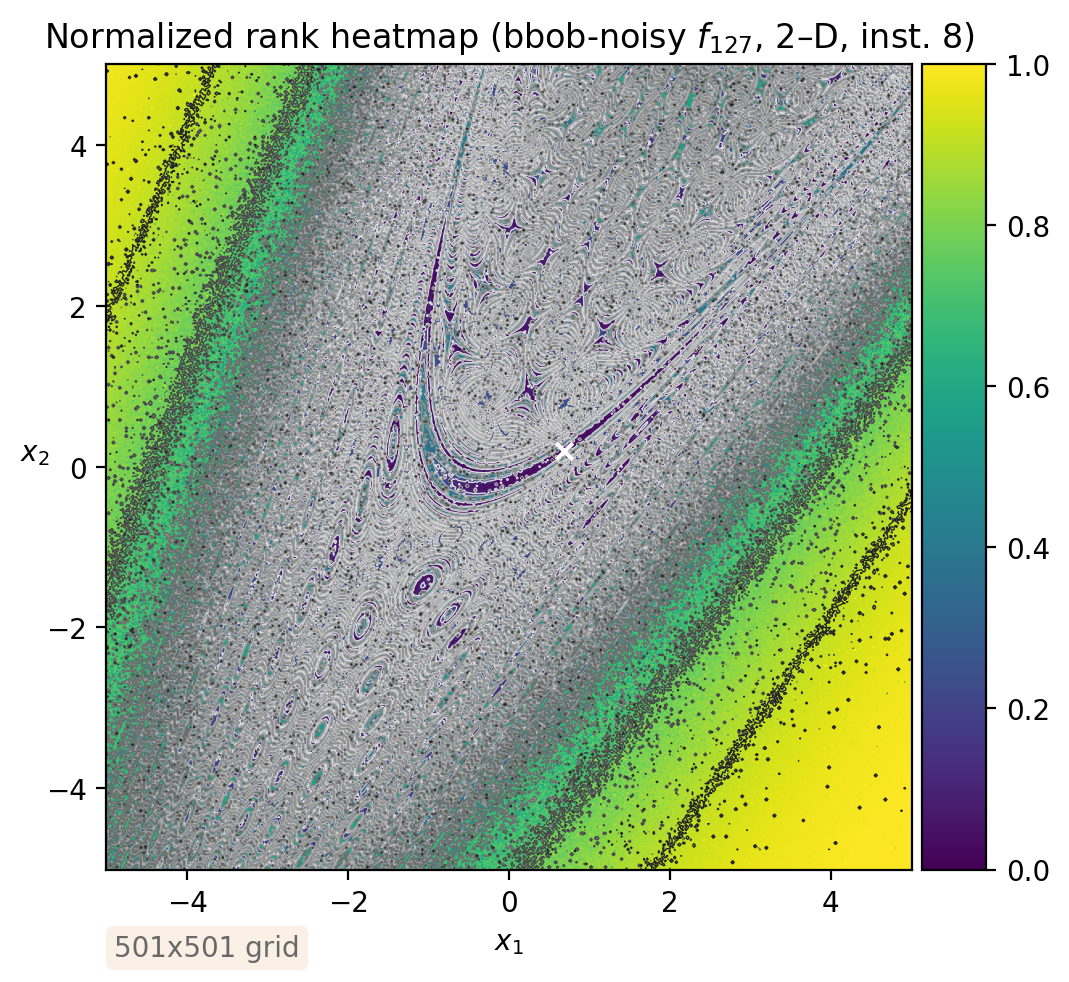 Normalized rank heatmap (bbob-noisy f₁₂₇, 2–D, inst. 8)
1.0
0.8
0.6
0.4
0.2
0.0
4
2
0
−2
−4
x₂
−4 −2 0 2 4
x₁
501x501 grid